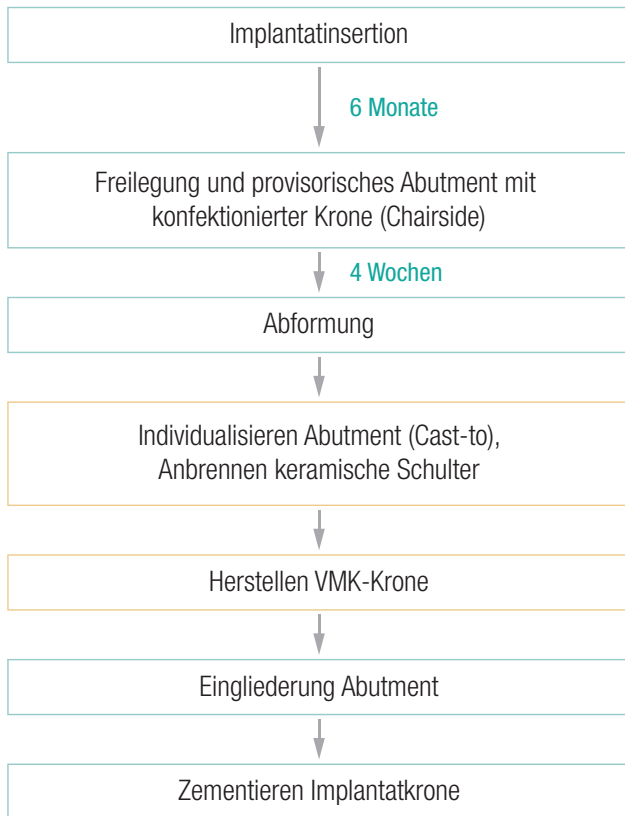 Implantatinsertion
6 Monate
Freilegung und provisorisches Abutment mit
konfektionierter Krone (Chairside)
4 Wochen
Abformung
Individualisieren Abutment (Cast-to),
Anbrennen keramische Schulter
Herstellen VMK-Krone
Eingliederung Abutment
Zementieren Implantatkrone